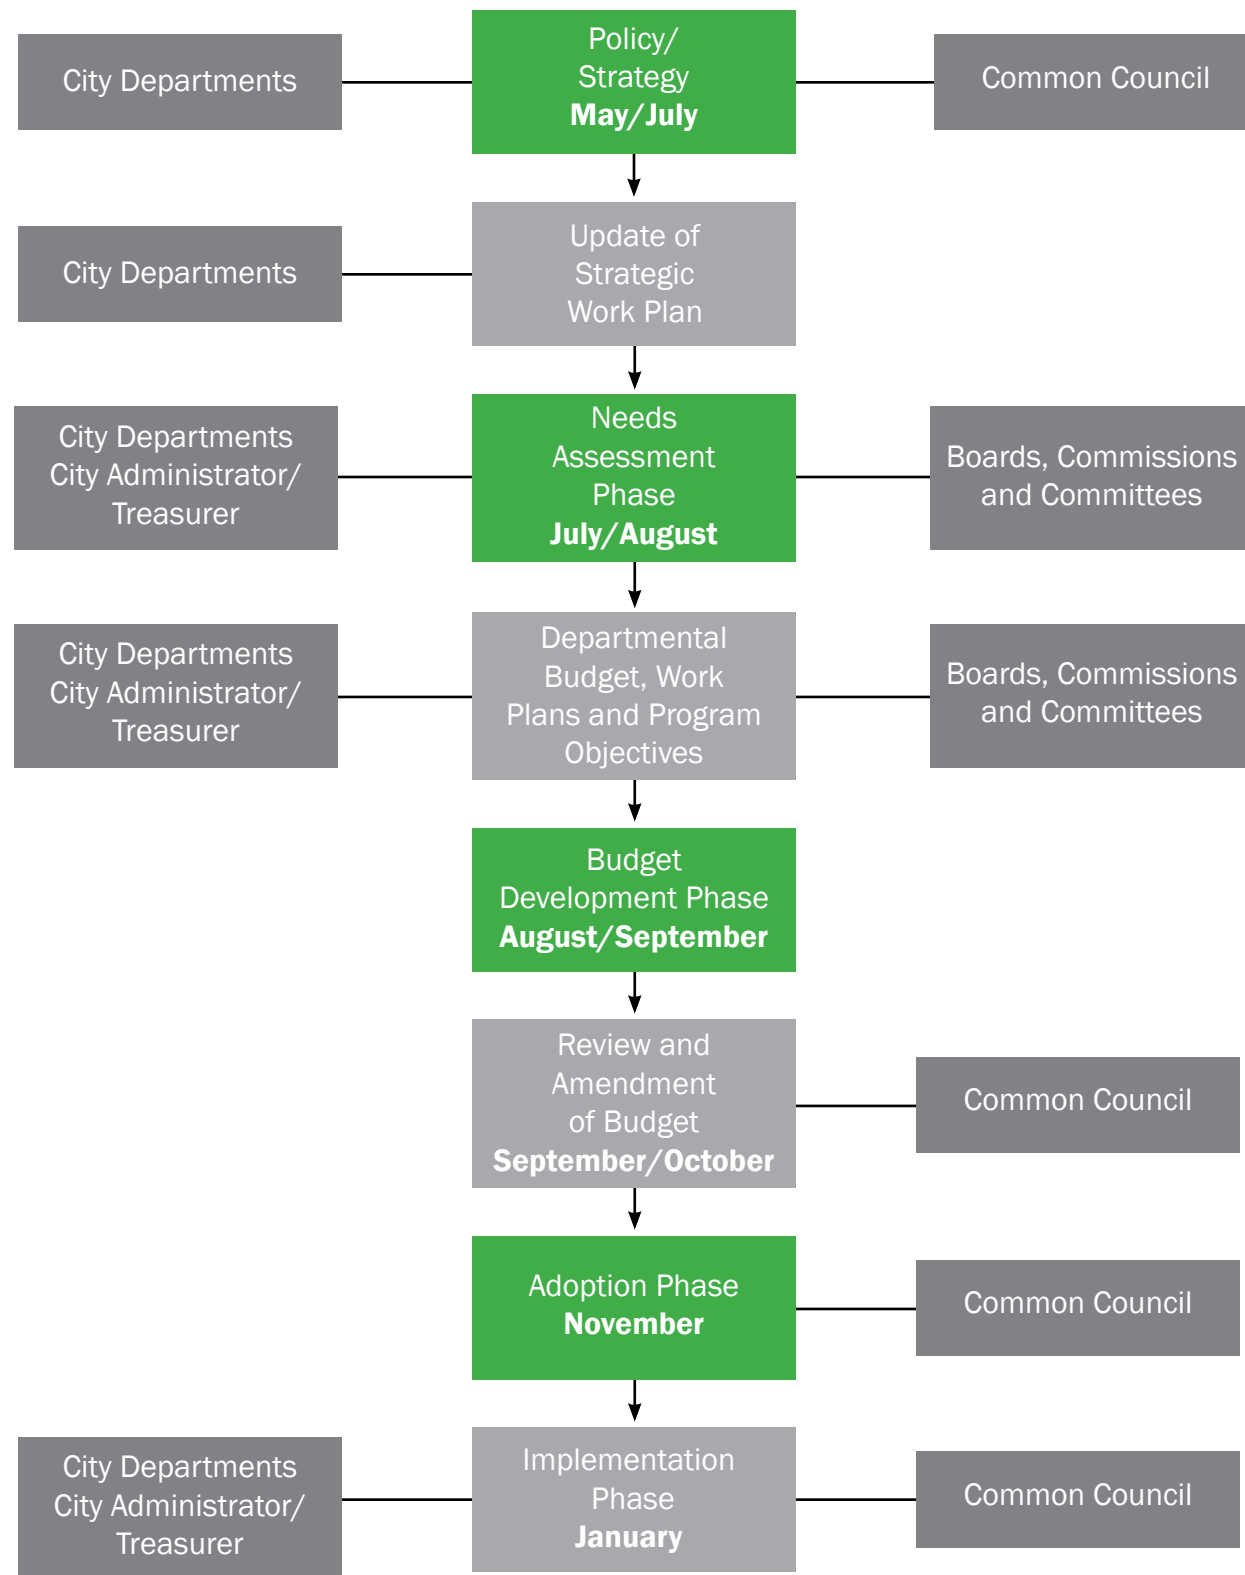 City Departments
Policy/
Strategy
May/July
Common Council
City Departments
Update of
Strategic
Work Plan
City Departments
City Administrator/
Treasurer
Needs
Assessment
Phase
July/August
Boards, Commissions
and Committees
City Departments
City Administrator/
Treasurer
Departmental
Budget, Work
Plans and Program
Objectives
Boards, Commissions
and Committees
Budget
Development Phase
August/September
Review and
Amendment
of Budget
September/October
Common Council
Adoption Phase
November
Common Council
City Departments
City Administrator/
Treasurer
Implementation
Phase
January
Common Council